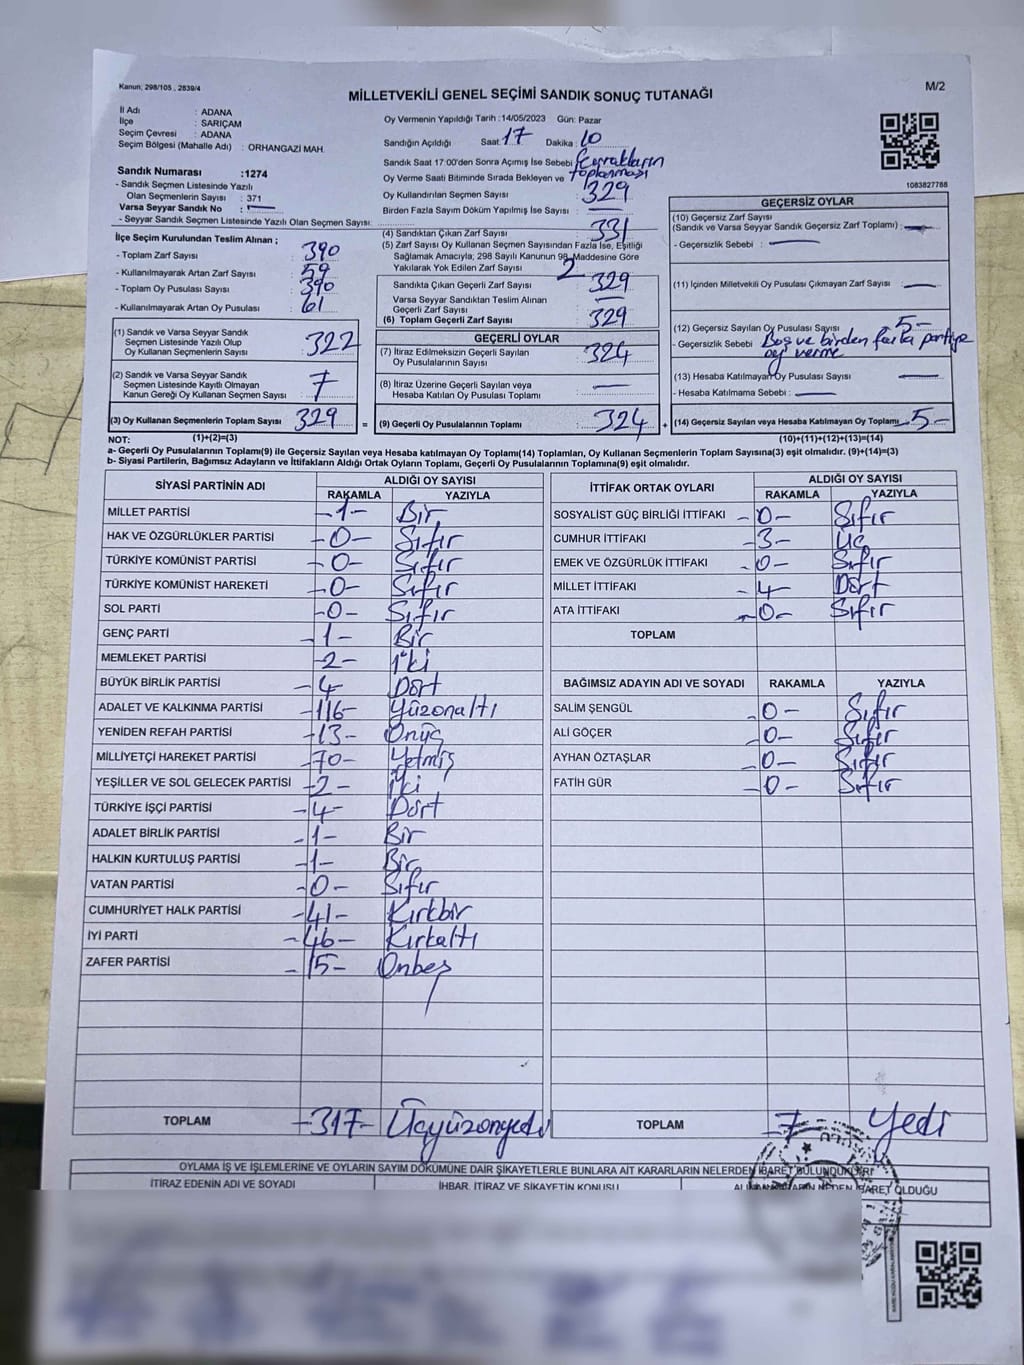 Kanun, 298/105 , 2839/4
M/2
MİLLETVEKİLİ GENEL SEÇİMİ SANDIK SONUÇ TUTANAĞI
İl Adı : ADANA
İlçe : SARIÇAM
Seçim Çevresi : ADANA
Seçim Bölgesi (Mahalle Adı) : ORHANGAZİ MAH.
Sandık Numarası :1274
- Sandık Seçmen Listesinde Yazılı
Olan Seçmenlerin Sayısı : 371
Varsa Seyyar Sandık No :
- Seyyar Sandık Seçmen Listesinde Yazılı Olan Seçmen Sayısı:
İlçe Seçim Kurulundan Teslim Alınan ;
- Toplam Zarf Sayısı : 390
- Kullanılmayarak Artan Zarf Sayısı : 59
- Toplam Oy Pusulası Sayısı : 390
- Kullanılmayarak Artan Oy Pusulası : 61
(1) Sandık ve Varsa Seyyar Sandık
Seçmen Listesinde Yazılı Olup
Oy Kullanan Seçmenlerin Sayısı : 322
(2) Sandık ve Varsa Seyyar Sandık
Seçmen Listesinde Kayıtlı Olmayan
Kanun Gereği Oy Kullanan Seçmen Sayısı : 7
(3) Oy Kullanan Seçmenlerin Toplam Sayısı 329
(1)+(2)=(3)
Oy Vermenin Yapıldığı Tarih :14/05/2023 Gün: Pazar
Sandığın Açıldığı Saat: 17 Dakika : 10
Sandık Saat 17:00'den Sonra Açımış İse Sebebi Evrakların
Oy Verme Saati Bitiminde Sırada Bekleyen ve toplanması
Oy Kullandırılan Seçmen Sayısı : 329
Birden Fazla Sayım Döküm Yapılmış İse Sayısı :
(4) Sandıktan Çıkan Zarf Sayısı : 331
(5) Zarf Sayısı Oy Kullanan Seçmen Sayısından Fazla İse, Eşitliği
Sağlamak Amacıyla; 298 Sayılı Kanunun 98. Maddesine Göre
Yakılarak Yok Edilen Zarf Sayısı : 2
Sandıkta Çıkan Geçerli Zarf Sayısı : 329
Varsa Seyyar Sandıktan Teslim Alınan
Geçerli Zarf Sayısı :
(6) Toplam Geçerli Zarf Sayısı : 329
GEÇERLİ OYLAR
(7) İtiraz Edilmeksizin Geçerli Sayılan
Oy Pusulalarının Sayısı : 324
(8) İtiraz Üzerine Geçerli Sayılan veya
Hesaba Katılan Oy Pusulası Toplamı :
= (9) Geçerli Oy Pusulalarının Toplamı : 324 +
1083827788
GEÇERSİZ OYLAR
(10) Geçersiz Zarf Sayısı
(Sandık ve Varsa Seyyar Sandık Geçersiz Zarf Toplamı) :
- Geçersizlik Sebebi :
(11) İçinden Milletvekili Oy Pusulası Çıkmayan Zarf Sayısı :
(12) Geçersiz Sayılan Oy Pusulası Sayısı : 5-
- Geçersizlik Sebebi : Boş ve birden fazla partiye
oy verme
(13) Hesaba Katılmayan Oy Pusulası Sayısı :
- Hesaba Katılmama Sebebi :
(14) Geçersiz Sayılan veya Hesaba Katılmayan Oy Toplamı : 5-
(10)+(11)+(12)+(13)=(14)
NOT:
a- Geçerli Oy Pusulalarının Toplamı(9) ile Geçersiz Sayılan veya Hesaba Katılmayan Oy Toplamı(14) Toplamları, Oy Kullanan Seçmenlerin Toplam Sayısına(3) eşit olmalıdır. (9)+(14)=(3)
b- Siyasi Partilerin, Bağımsız Adayların ve İttifakların Aldığı Ortak Oyların Toplamı, Geçerli Oy Pusulalarının Toplamına(9) eşit olmalıdır.
SİYASİ PARTİNİN ADI ALDIĞI OY SAYISI
RAKAMLA YAZIYLA
MİLLET PARTİSİ -1- Bir
HAK VE ÖZGÜRLÜKLER PARTİSİ -0- Sıfır
TÜRKİYE KOMÜNİST PARTİSİ -0- Sıfır
TÜRKİYE KOMÜNİST HAREKETİ -0- Sıfır
SOL PARTİ -0- Sıfır
GENÇ PARTİ -1- Bir
MEMLEKET PARTİSİ -2- İki
BÜYÜK BİRLİK PARTİSİ -4- Dört
ADALET VE KALKINMA PARTİSİ -116- Yüzonaltı
YENİDEN REFAH PARTİSİ -13- Onüç
MİLLİYETÇİ HAREKET PARTİSİ -70- Yetmiş
YEŞİLLER VE SOL GELECEK PARTİSİ -2- İki
TÜRKİYE İŞÇİ PARTİSİ -4- Dört
ADALET BİRLİK PARTİSİ -1- Bir
HALKIN KURTULUŞ PARTİSİ -1- Bir
VATAN PARTİSİ -0- Sıfır
CUMHURİYET HALK PARTİSİ -41- Kırkbir
İYİ PARTİ -46- Kırkaltı
ZAFER PARTİSİ -15- Onbeş
TOPLAM -317- Üçyüzonyedi
İTTİFAK ORTAK OYLARI ALDIĞI OY SAYISI
RAKAMLA YAZIYLA
SOSYALİST GÜÇ BİRLİĞİ İTTİFAKI -0- Sıfır
CUMHUR İTTİFAKI -3- Üç
EMEK VE ÖZGÜRLÜK İTTİFAKI -0- Sıfır
MİLLET İTTİFAKI -4- Dört
ATA İTTİFAKI -0- Sıfır
TOPLAM
BAĞIMSIZ ADAYIN ADI VE SOYADI RAKAMLA YAZIYLA
SALİM ŞENGÜL -0- Sıfır
ALİ GÖÇER -0- Sıfır
AYHAN ÖZTAŞLAR -0- Sıfır
FATİH GÜR -0- Sıfır
TOPLAM -7- Yedi
OYLAMA İŞ VE İŞLEMLERİNE VE OYLARIN SAYIM DÖKÜMÜNE DAİR ŞİKAYETLERLE BUNLARA AİT KARARLARIN NELERDEN İBARET BULUNDUKLARI
İTİRAZ EDENİN ADI VE SOYADI İHBAR, İTİRAZ VE ŞİKAYETİN KONUSU